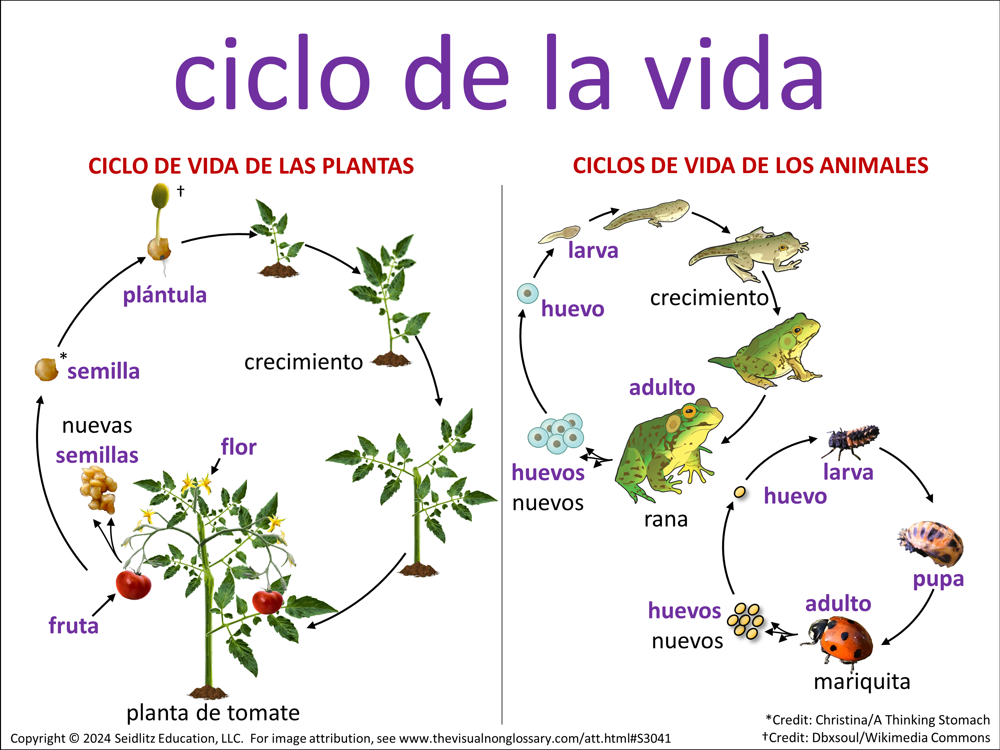 ciclo de la vida
CICLO DE VIDA DE LAS PLANTAS
†
plántula
crecimiento
*
semilla
nuevas
semillas
flor
fruta
planta de tomate
CICLOS DE VIDA DE LOS ANIMALES
larva
huevo
crecimiento
adulto
huevos
nuevos
rana
larva
huevo
pupa
adulto
huevos
nuevos
mariquita
*Credit: Christina/A Thinking Stomach
†Credit: Dbxsoul/Wikimedia Commons
Copyright © 2024 Seidlitz Education, LLC.  For image attribution, see www.thevisualnonglossary.com/att.html#S3041